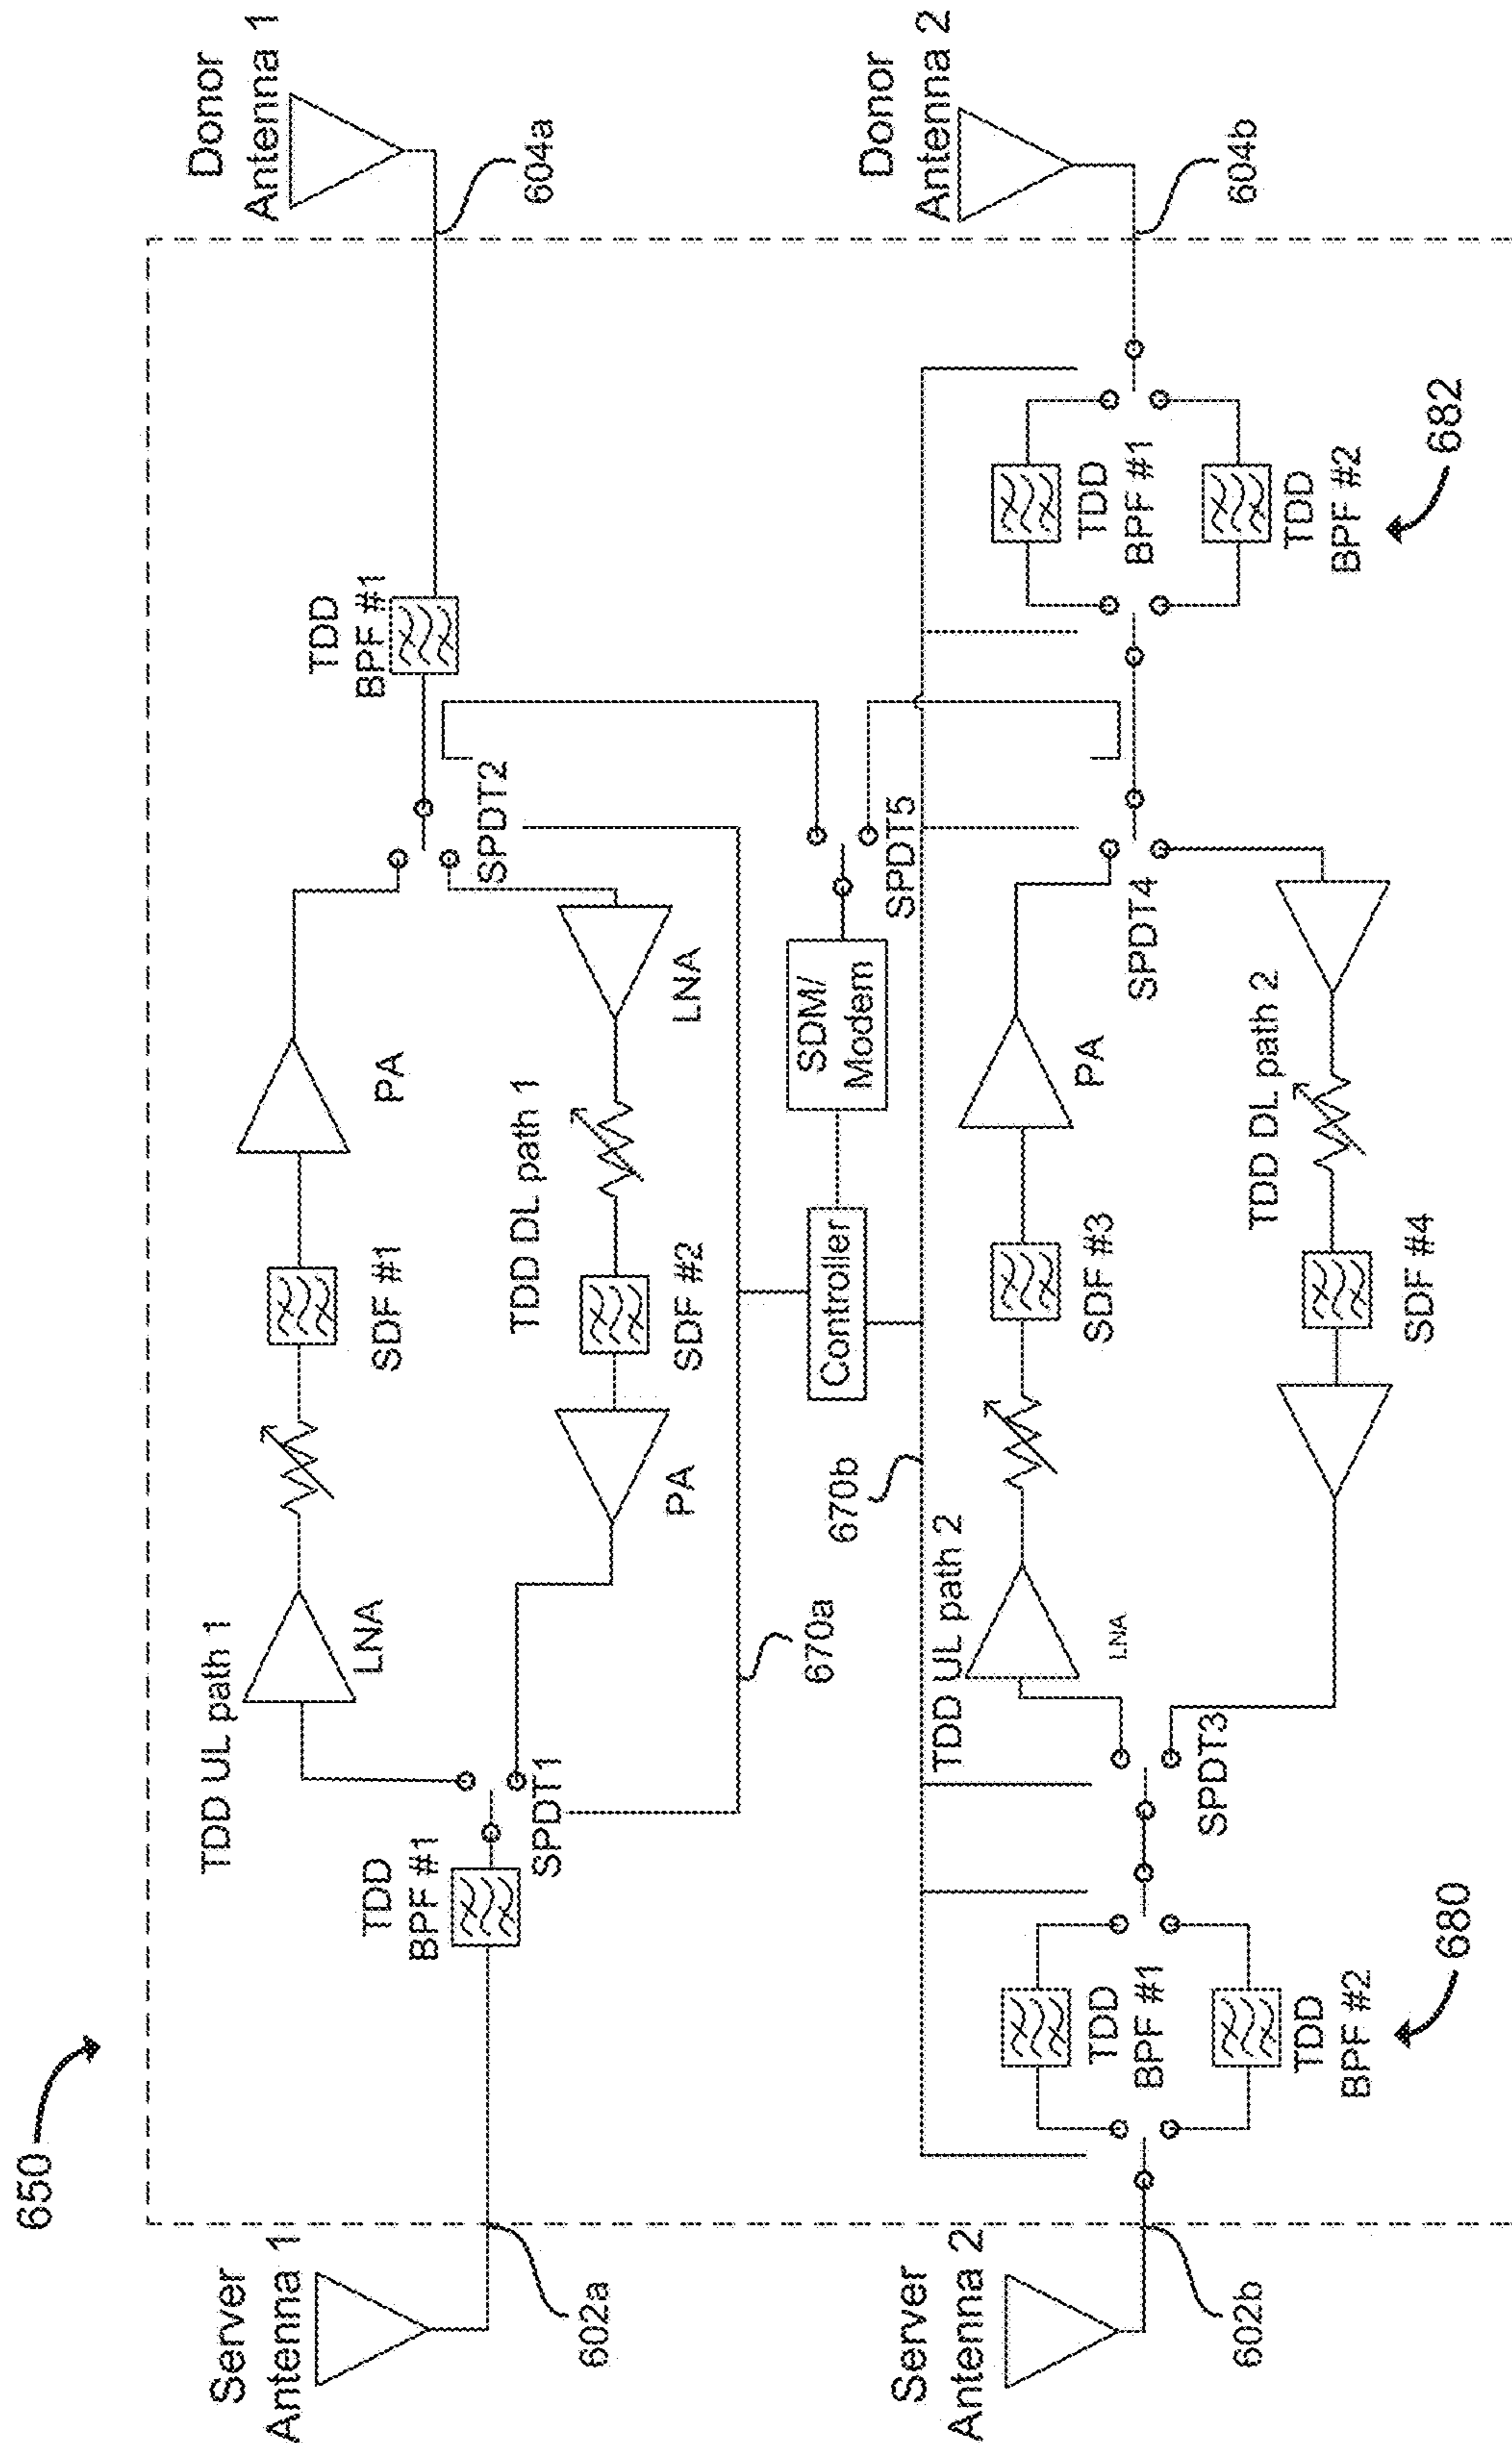 650
Server
Antenna 1
602a
TDD
BPF #1
SPDT1
TDD UL path 1
LNA
SDF #1
PA
PA
SDF #2
TDD DL path 1
LNA
SPDT2
TDD
BPF #1
Donor
Antenna 1
604a
670a
Controller
SDM/
Modem
SPDT5
670b
Server
Antenna 2
602b
TDD
BPF #1
TDD
BPF #2
680
SPDT3
TDD UL path 2
LNA
SDF #3
PA
SDF #4
TDD DL path 2
SPDT4
TDD
BPF #1
TDD
BPF #2
682
Donor
Antenna 2
604b